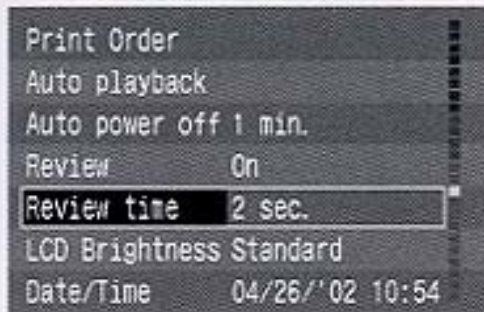 Print Order
Auto playback
Auto power off 1 min.
Review On
Review time 2 sec.
LCD Brightness Standard
Date/Time 04/26/'02 10:54